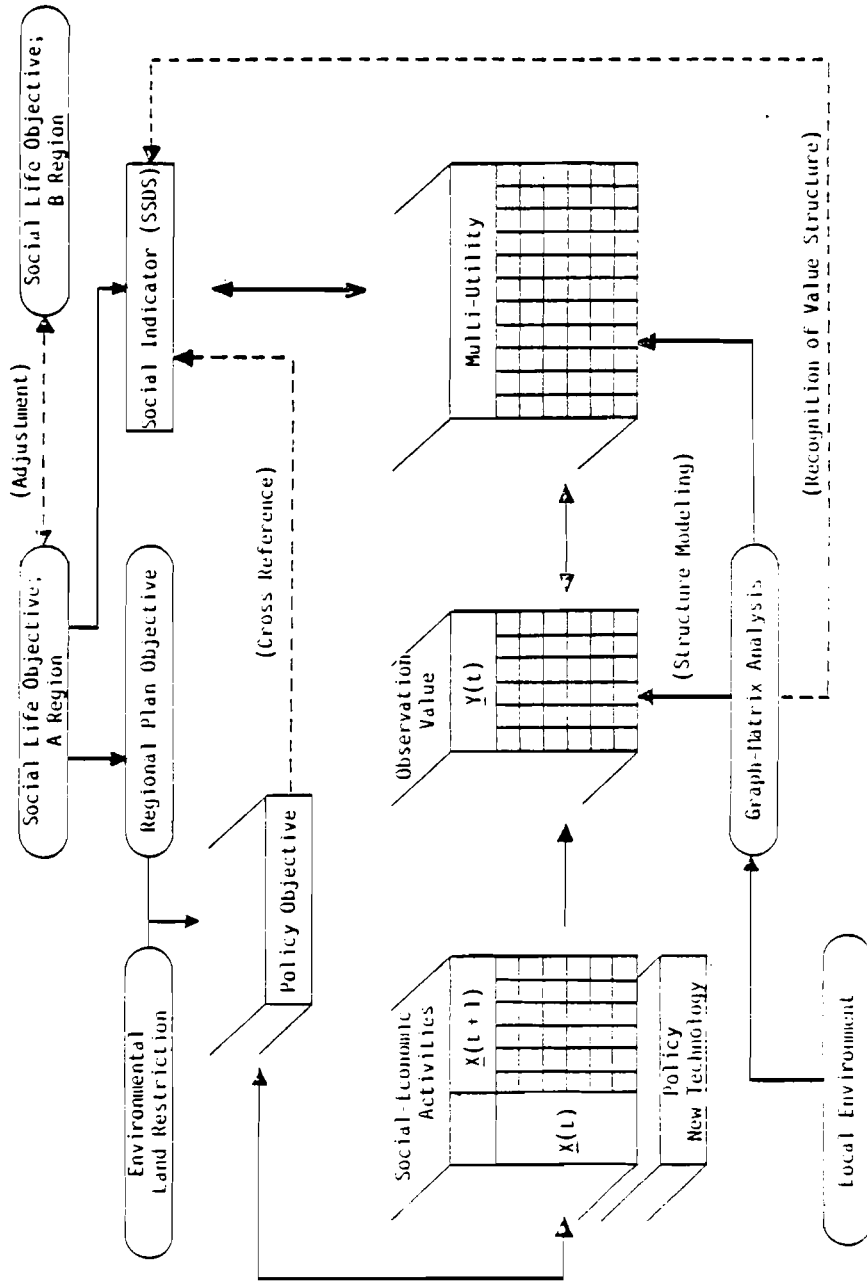 Social Life Objective;
A Region
(Adjustment)
Social Life Objective;
B Region
Environmental
Land Restriction
Regional Plan Objective
Social Indicator (SSDS)
Policy Objective
(Cross Reference)
Social-Economic
Activities
X(t)
X(t + 1)
Policy
New Technology
Observation
Value
Y(t)
Multi-Utility
(Structure Modeling)
Local Environment
Graph-Matrix Analysis
(Recognition of Value Structure)